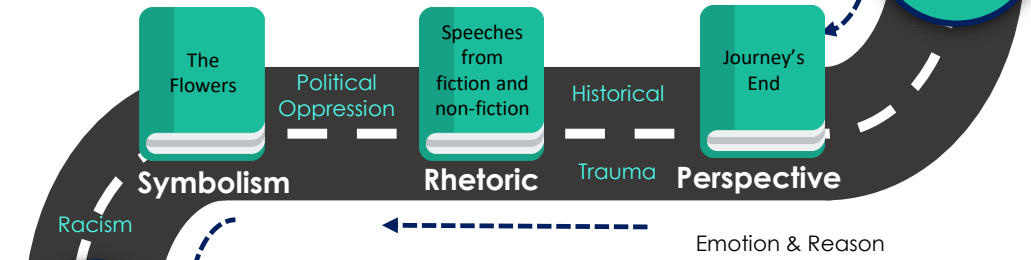 The
Flowers
Political
Oppression
Speeches
from
fiction and
non-fiction
Historical
Journey's
End
Symbolism
Rhetoric
Trauma
Perspective
Racism
Emotion & Reason